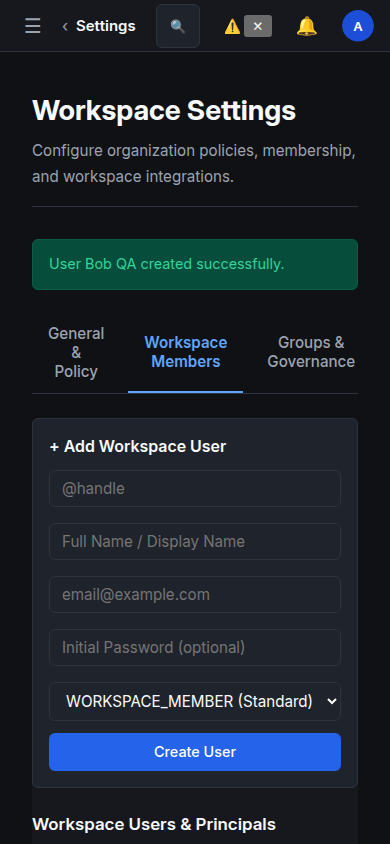 Settings
A
Workspace Settings
Configure organization policies, membership,
and workspace integrations.
User Bob QA created successfully.
General
&
Policy
Workspace
Members
Groups &
Governance
+ Add Workspace User
@handle
Full Name / Display Name
email@example.com
Initial Password (optional)
WORKSPACE_MEMBER (Standard)
Create User
Workspace Users & Principals